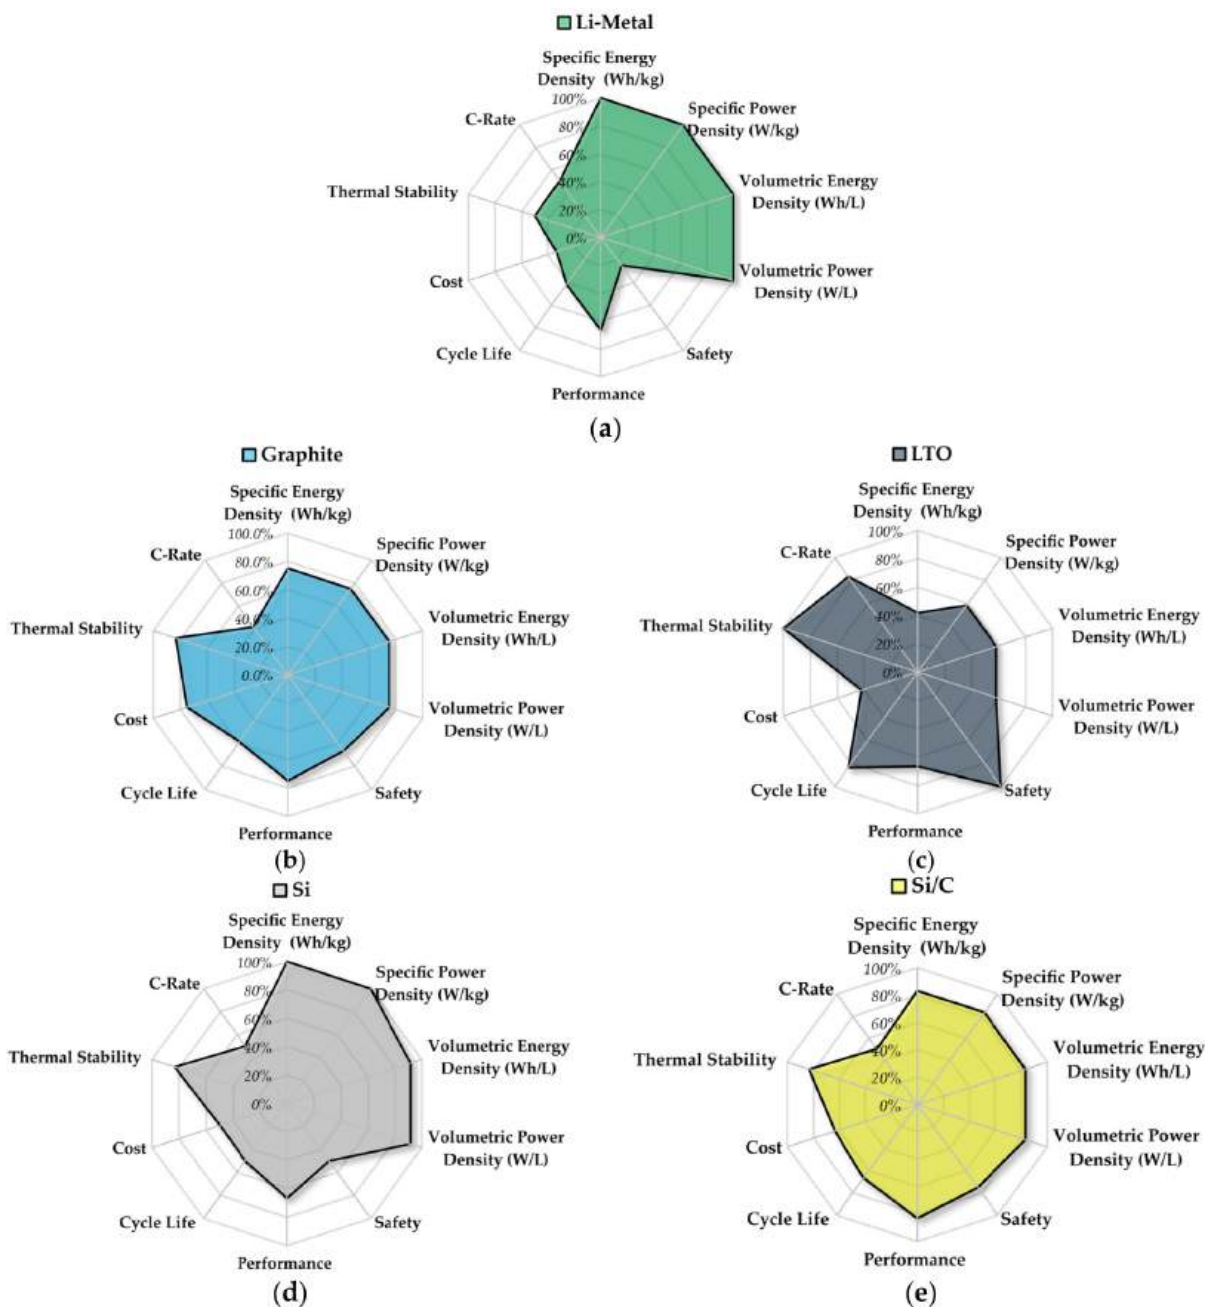 Li-Metal
Specific Energy
Density (Wh/kg)
100%
Specific Power
Density (W/kg)
C-Rate
80%
60%
Volumetric Energy
Density (Wh/L)
Thermal Stability
40%
20%
0%
Volumetric Power
Density (W/L)
Cost
Cycle Life
Safety
Performance
(a)
Graphite
Specific Energy
Density (Wh/kg)
100.0%
Specific Power
Density (W/kg)
C-Rate
80.0%
60.0%
Volumetric Energy
Density (Wh/L)
Thermal Stability
40.0%
20.0%
0.0%
Volumetric Power
Density (W/L)
Cost
Cycle Life
Safety
Performance
(b)
LTO
Specific Energy
Density (Wh/kg)
100%
Specific Power
Density (W/kg)
C-Rate
80%
60%
Volumetric Energy
Density (Wh/L)
Thermal Stability
40%
20%
0%
Volumetric Power
Density (W/L)
Cost
Cycle Life
Safety
Performance
(c)
Si
Specific Energy
Density (Wh/kg)
100%
Specific Power
Density (W/kg)
C-Rate
80%
60%
Volumetric Energy
Density (Wh/L)
Thermal Stability
40%
20%
0%
Volumetric Power
Density (W/L)
Cost
Cycle Life
Safety
Performance
(d)
Si/C
Specific Energy
Density (Wh/kg)
100%
Specific Power
Density (W/kg)
C-Rate
80%
60%
Volumetric Energy
Density (Wh/L)
Thermal Stability
40%
20%
0%
Volumetric Power
Density (W/L)
Cost
Cycle Life
Safety
Performance
(e)